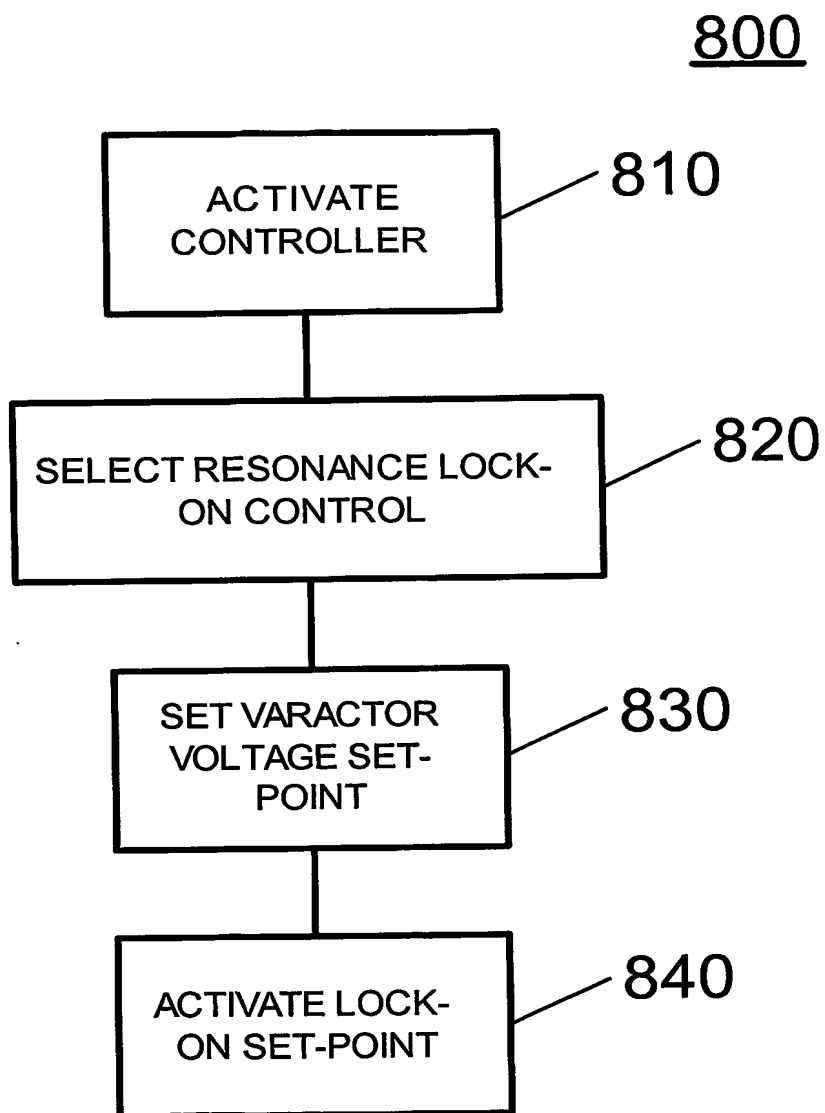 800
ACTIVATE
CONTROLLER
810
SELECT RESONANCE LOCK-
ON CONTROL
820
SET VARACTOR
VOLTAGE SET-
POINT
830
ACTIVATE LOCK-
ON SET-POINT
840